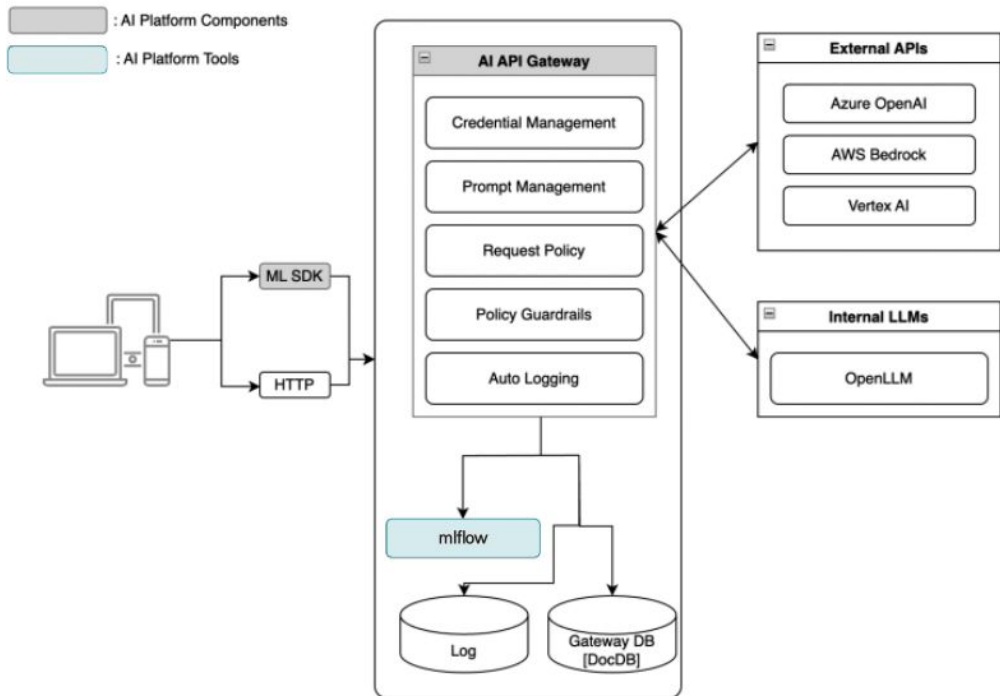 : AI Platform Components
: AI Platform Tools
AI API Gateway
Credential Management
Prompt Management
Request Policy
Policy Guardrails
Auto Logging
External APIs
Azure OpenAI
AWS Bedrock
Vertex AI
Internal LLMs
OpenLLM
ML SDK
HTTP
mlflow
Log
Gateway DB
[DocDB]